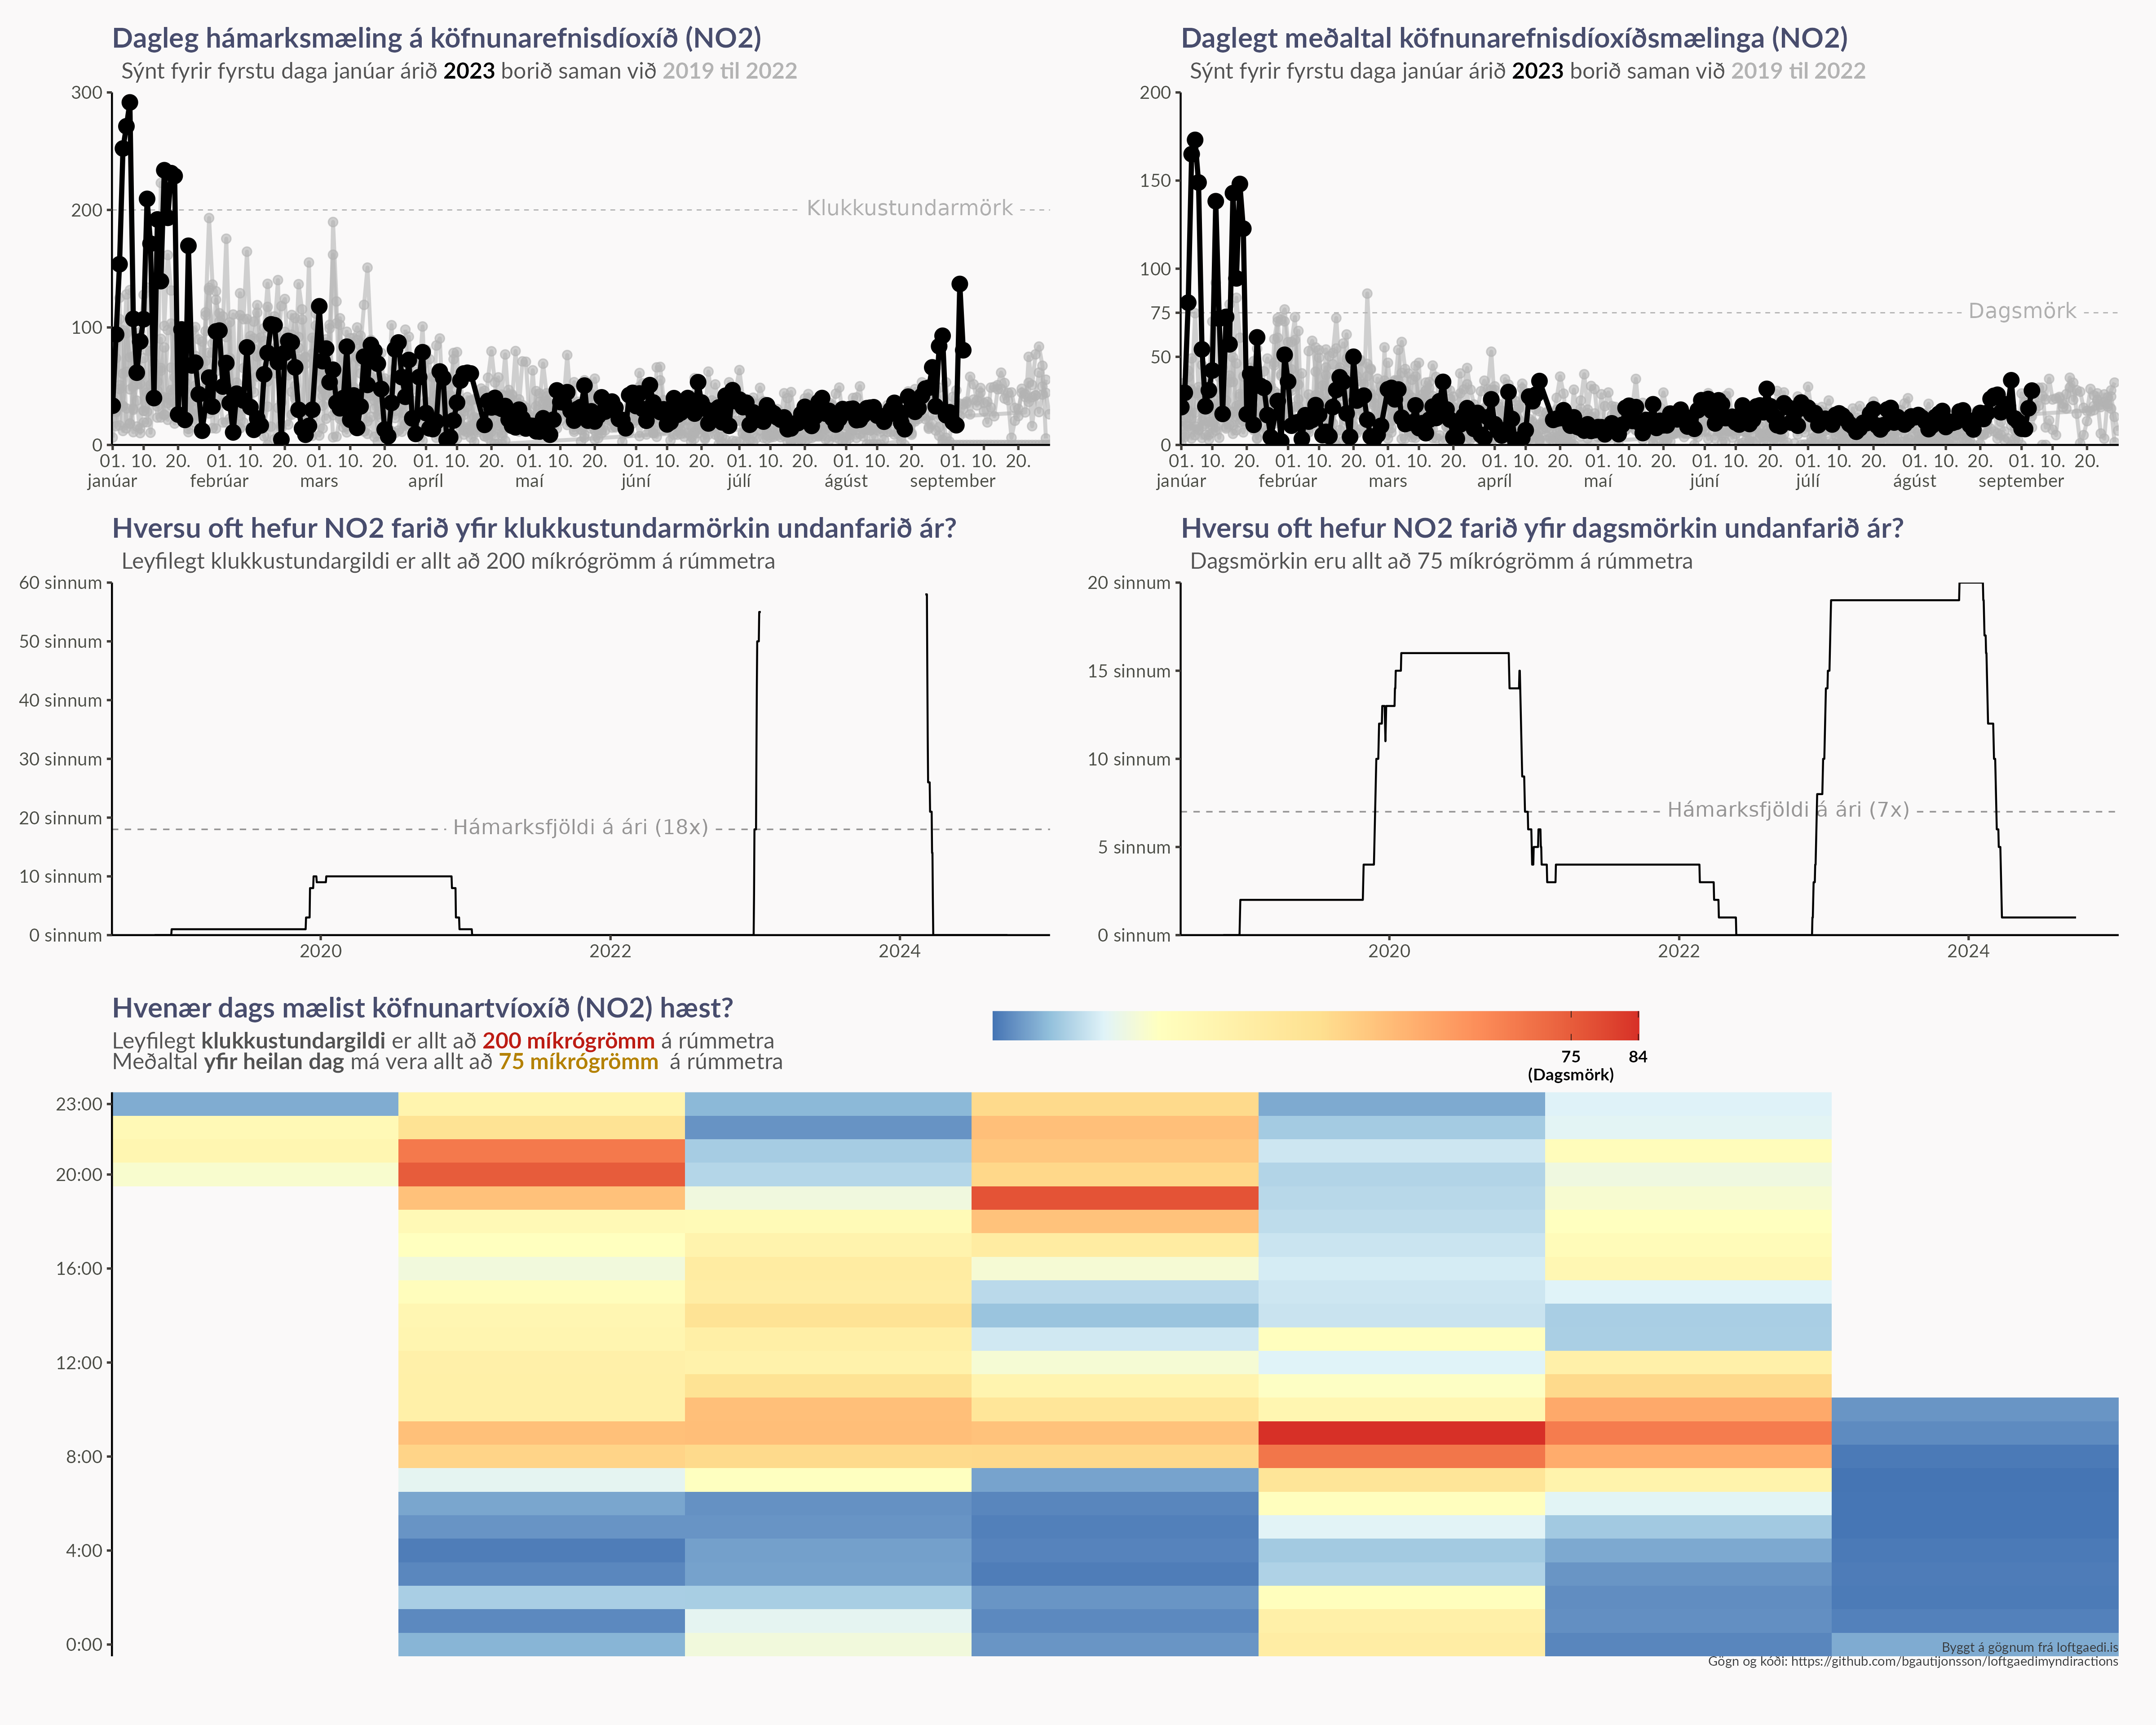 Dagleg hámarksmæling á köfnunarefnisdíoxíð (NO2)
Sýnt fyrir fyrstu daga janúar árið 2023 borið saman við 2019 til 2022
300
200
100
0
Klukkustundarmörk
01. 10. 20. 01. 10. 20. 01. 10. 20. 01. 10. 20. 01. 10. 20. 01. 10. 20. 01. 10. 20. 01. 10. 20. 01. 10. 20.
janúar febrúar mars apríl maí júní júlí ágúst september
Daglegt meðaltal köfnunarefnisdíoxíðsmælinga (NO2)
Sýnt fyrir fyrstu daga janúar árið 2023 borið saman við 2019 til 2022
200
150
100
75
50
0
Dagsmörk
01. 10. 20. 01. 10. 20. 01. 10. 20. 01. 10. 20. 01. 10. 20. 01. 10. 20. 01. 10. 20. 01. 10. 20. 01. 10. 20.
janúar febrúar mars apríl maí júní júlí ágúst september
Hversu oft hefur NO2 farið yfir klukkustundarmörkin undanfarið ár?
Leyfilegt klukkustundargildi er allt að 200 míkrógrömm á rúmmetra
60 sinnum
50 sinnum
40 sinnum
30 sinnum
20 sinnum
10 sinnum
0 sinnum
Hámarksfjöldi á ári (18x)
2020 2022 2024
Hversu oft hefur NO2 farið yfir dagsmörkin undanfarið ár?
Dagsmörkin eru allt að 75 míkrógrömm á rúmmetra
20 sinnum
15 sinnum
10 sinnum
5 sinnum
0 sinnum
Hámarksfjöldi á ári (7x)
2020 2022 2024
Hvenær dags mælist köfnunartvíoxíð (NO2) hæst?
Leyfilegt klukkustundargildi er allt að 200 míkrógrömm á rúmmetra
Meðaltal yfir heilan dag má vera allt að 75 míkrógrömm á rúmmetra
75 84
(Dagsmörk)
23:00
20:00
16:00
12:00
8:00
4:00
0:00
Byggt á gögnum frá loftgaedi.is
Gögn og kóði: https://github.com/bgautijonsson/loftgaedimyndiractions